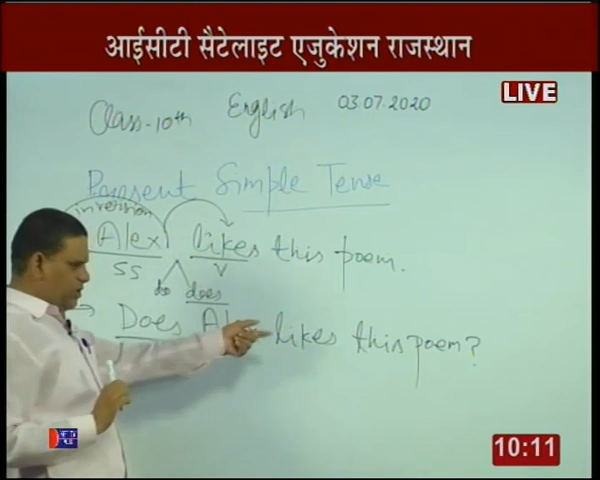 आईसीटी सैटेलाइट एजुकेशन राजस्थान
LIVE
Class-10th English 03.07.2020
Present Simple Tense
inversion
Alex likes this poem.
SS V
do does
Does likes this poem?
10:11